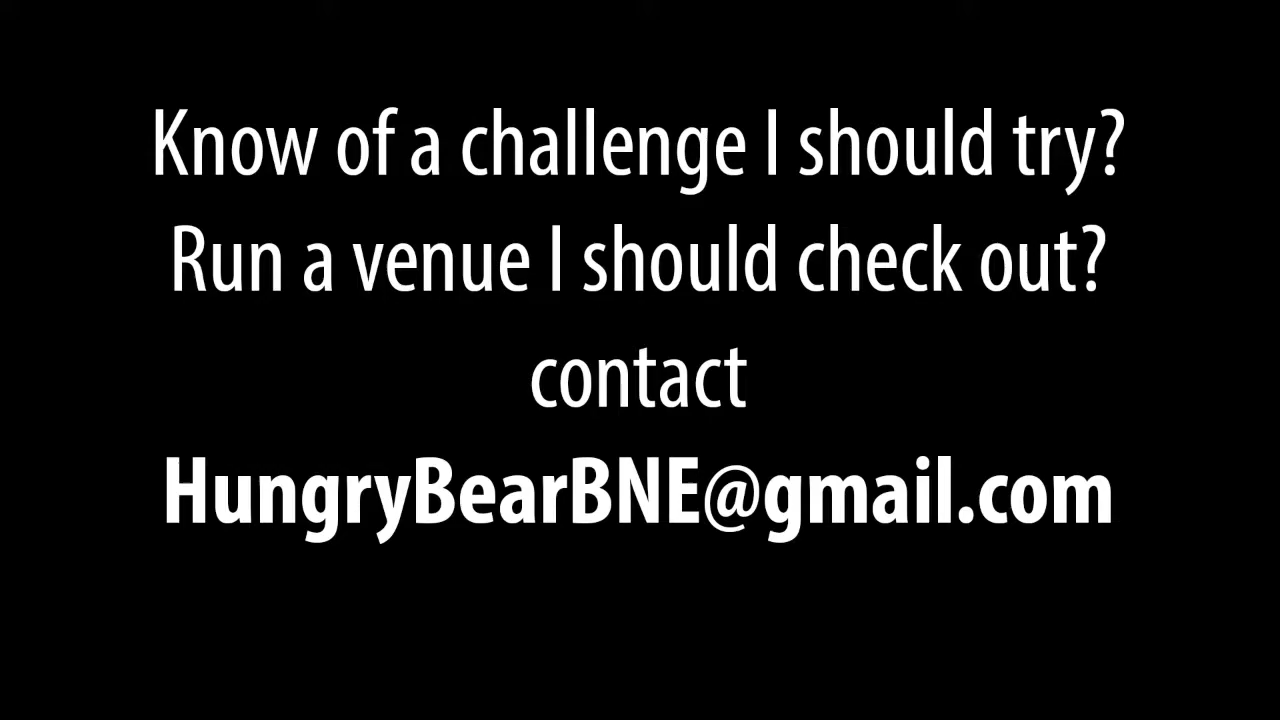 Know of a challenge I should try?
Run a venue I should check out?
contact
HungryBearBNE@gmail.com